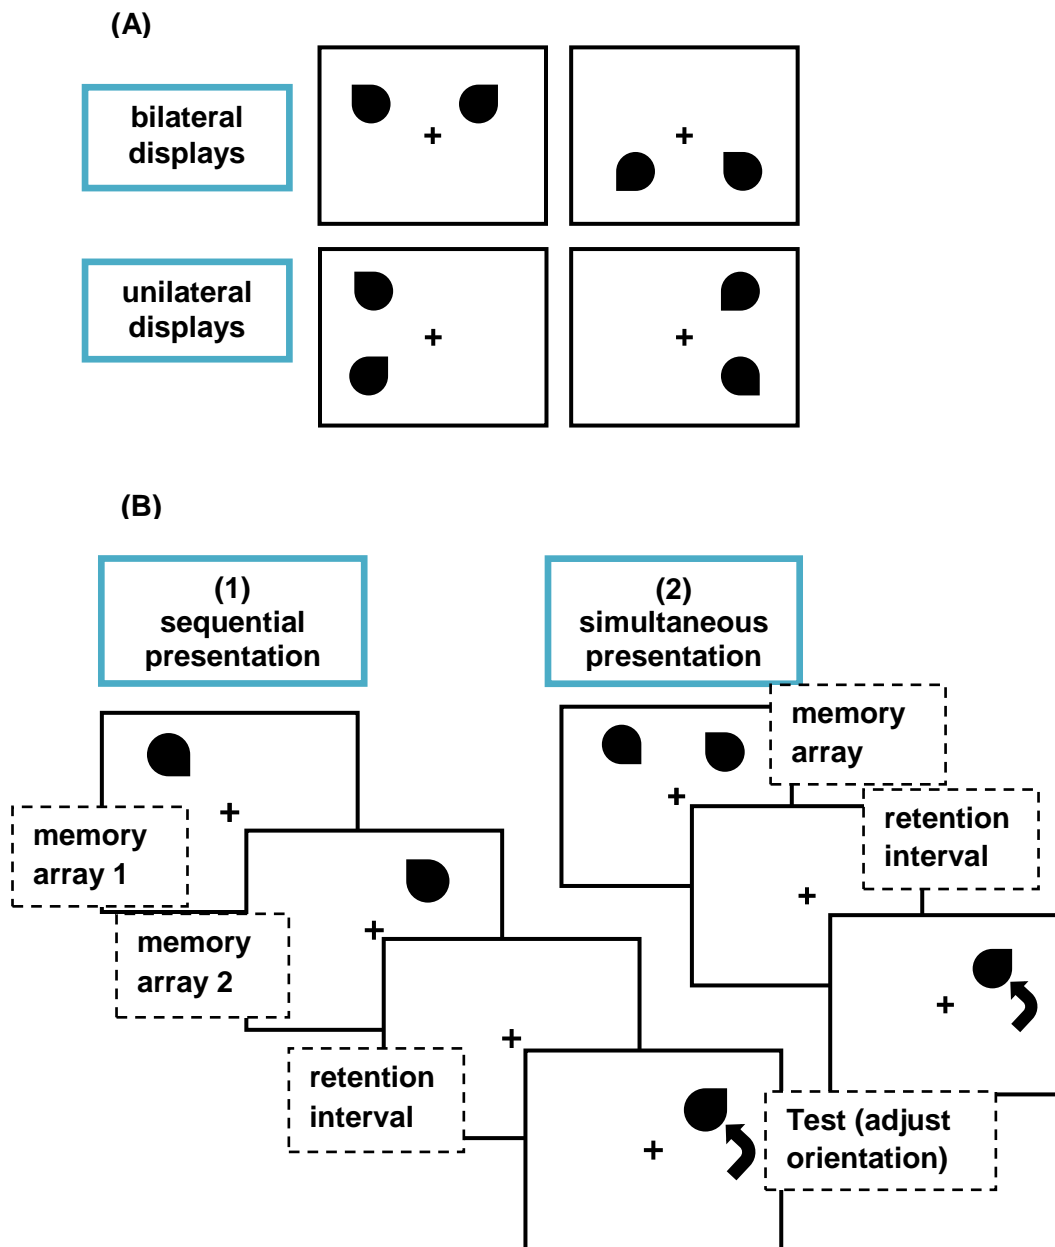 (A)
bilateral
displays
unilateral
displays
(B)
(1)
sequential
presentation
(2)
simultaneous
presentation
memory
array 1
memory
array 2
retention
interval
memory
array
retention
interval
Test (adjust
orientation)